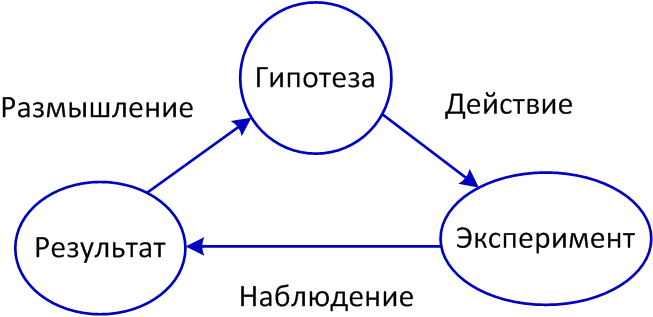 Гипотеза
Размышление
Действие
Результат
Эксперимент
Наблюдение